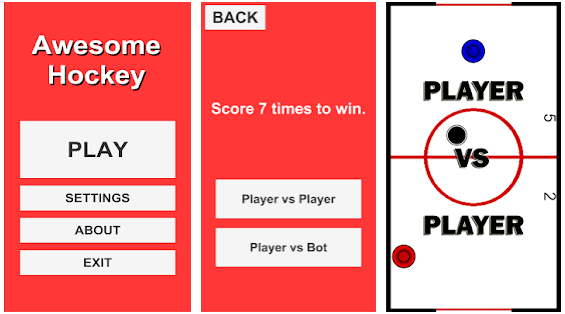 Awesome
Hockey
PLAY
SETTINGS
ABOUT
EXIT
BACK
Score 7 times to win.
Player vs Player
Player vs Bot
PLAYER
5
VS
2
PLAYER